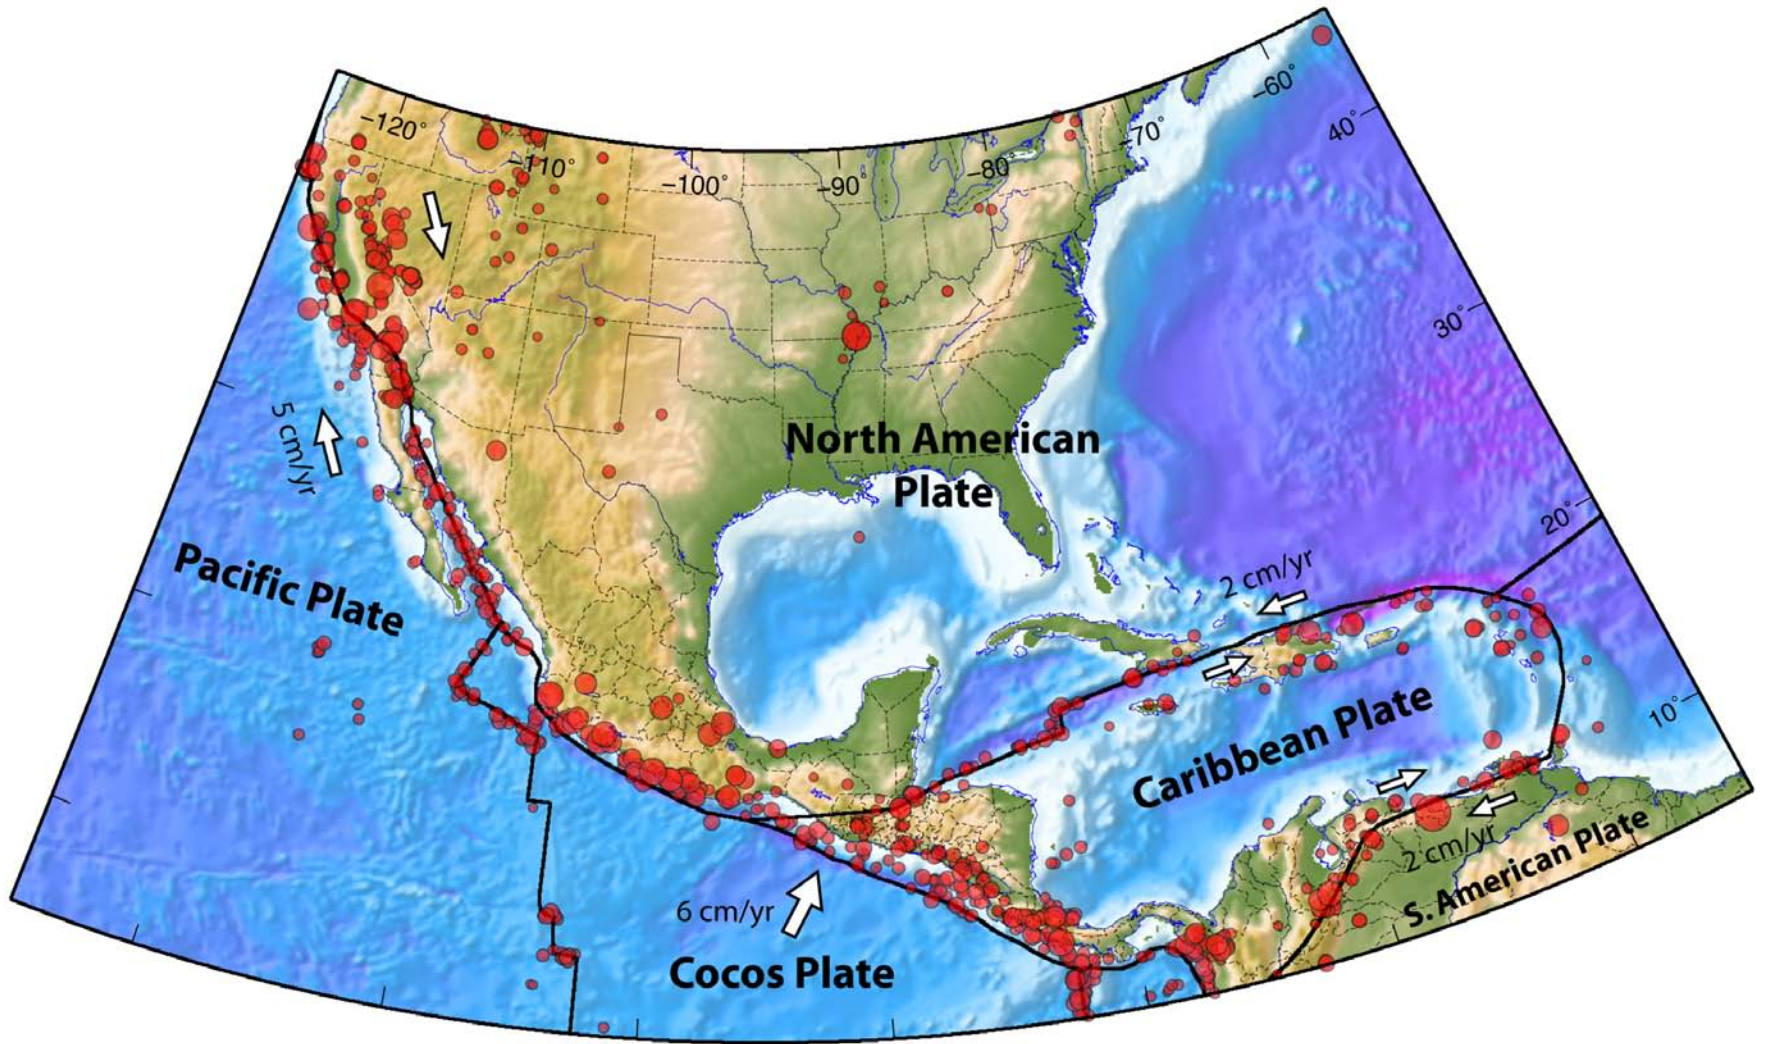 -60°
-120°
-70°
40°
-110°
-80°
-100°
-90°
30°
5 cm/yr
North American
Plate
20°
Pacific Plate
2 cm/yr
10°
Caribbean Plate
2 cm/yr
S. American Plate
6 cm/yr
Cocos Plate